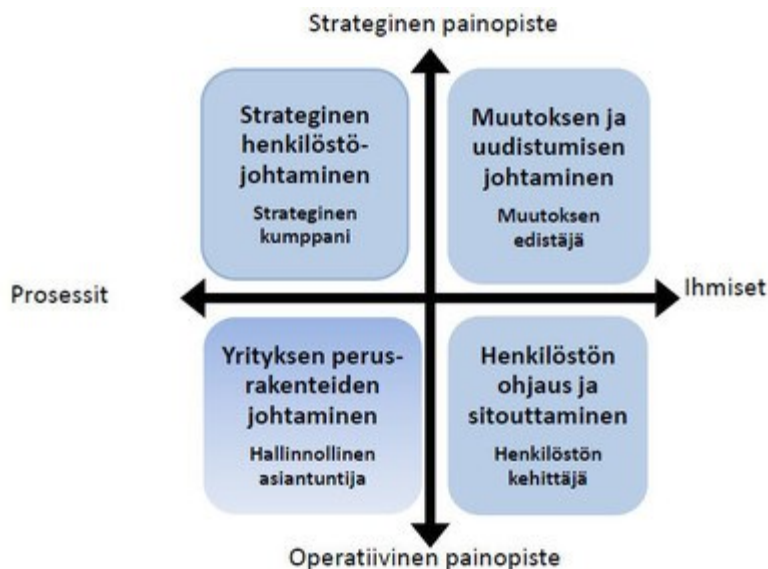 Strateginen painopiste
Strateginen
henkilöstö-
johtaminen
Strateginen
kumppani
Muutoksen ja
uudistumisen
johtaminen
Muutoksen
edistäjä
Prosessit
Ihmiset
Yrityksen perus-
rakenteiden
johtaminen
Hallinnollinen
asiantuntija
Henkilöstön
ohjaus ja
sitouttaminen
Henkilöstön
kehittäjä
Operatiivinen painopiste